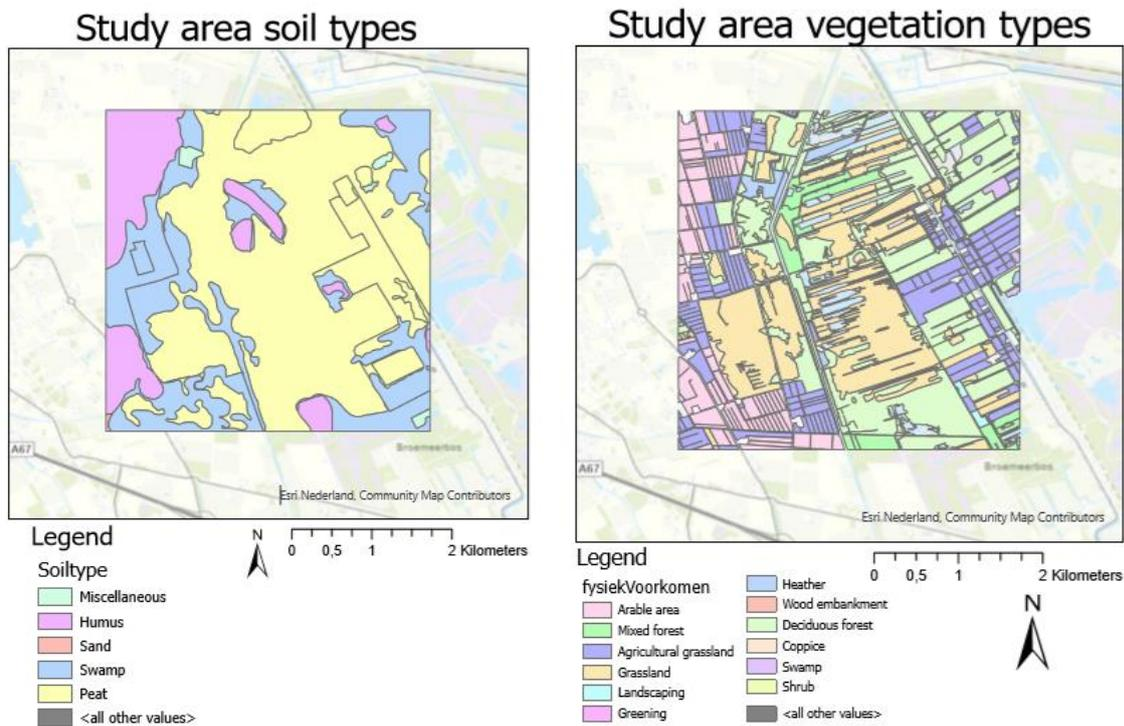 Study area soil types
A67
Broemeerbos
Esri Nederland, Community Map Contributors
Legend
Soiltype
Miscellaneous
Humus
Sand
Swamp
Peat
<all other values>
N
0 0,5 1 2 Kilometers
Study area vegetation types
A67
Broemeerbos
Esri Nederland, Community Map Contributors
Legend
fysiekVoorkomen
Arable area
Mixed forest
Agricultural grassland
Grassland
Landscaping
Greening
Heather
Wood embankment
Deciduous forest
Coppice
Swamp
Shrub
<all other values>
0 0,5 1 2 Kilometers
N